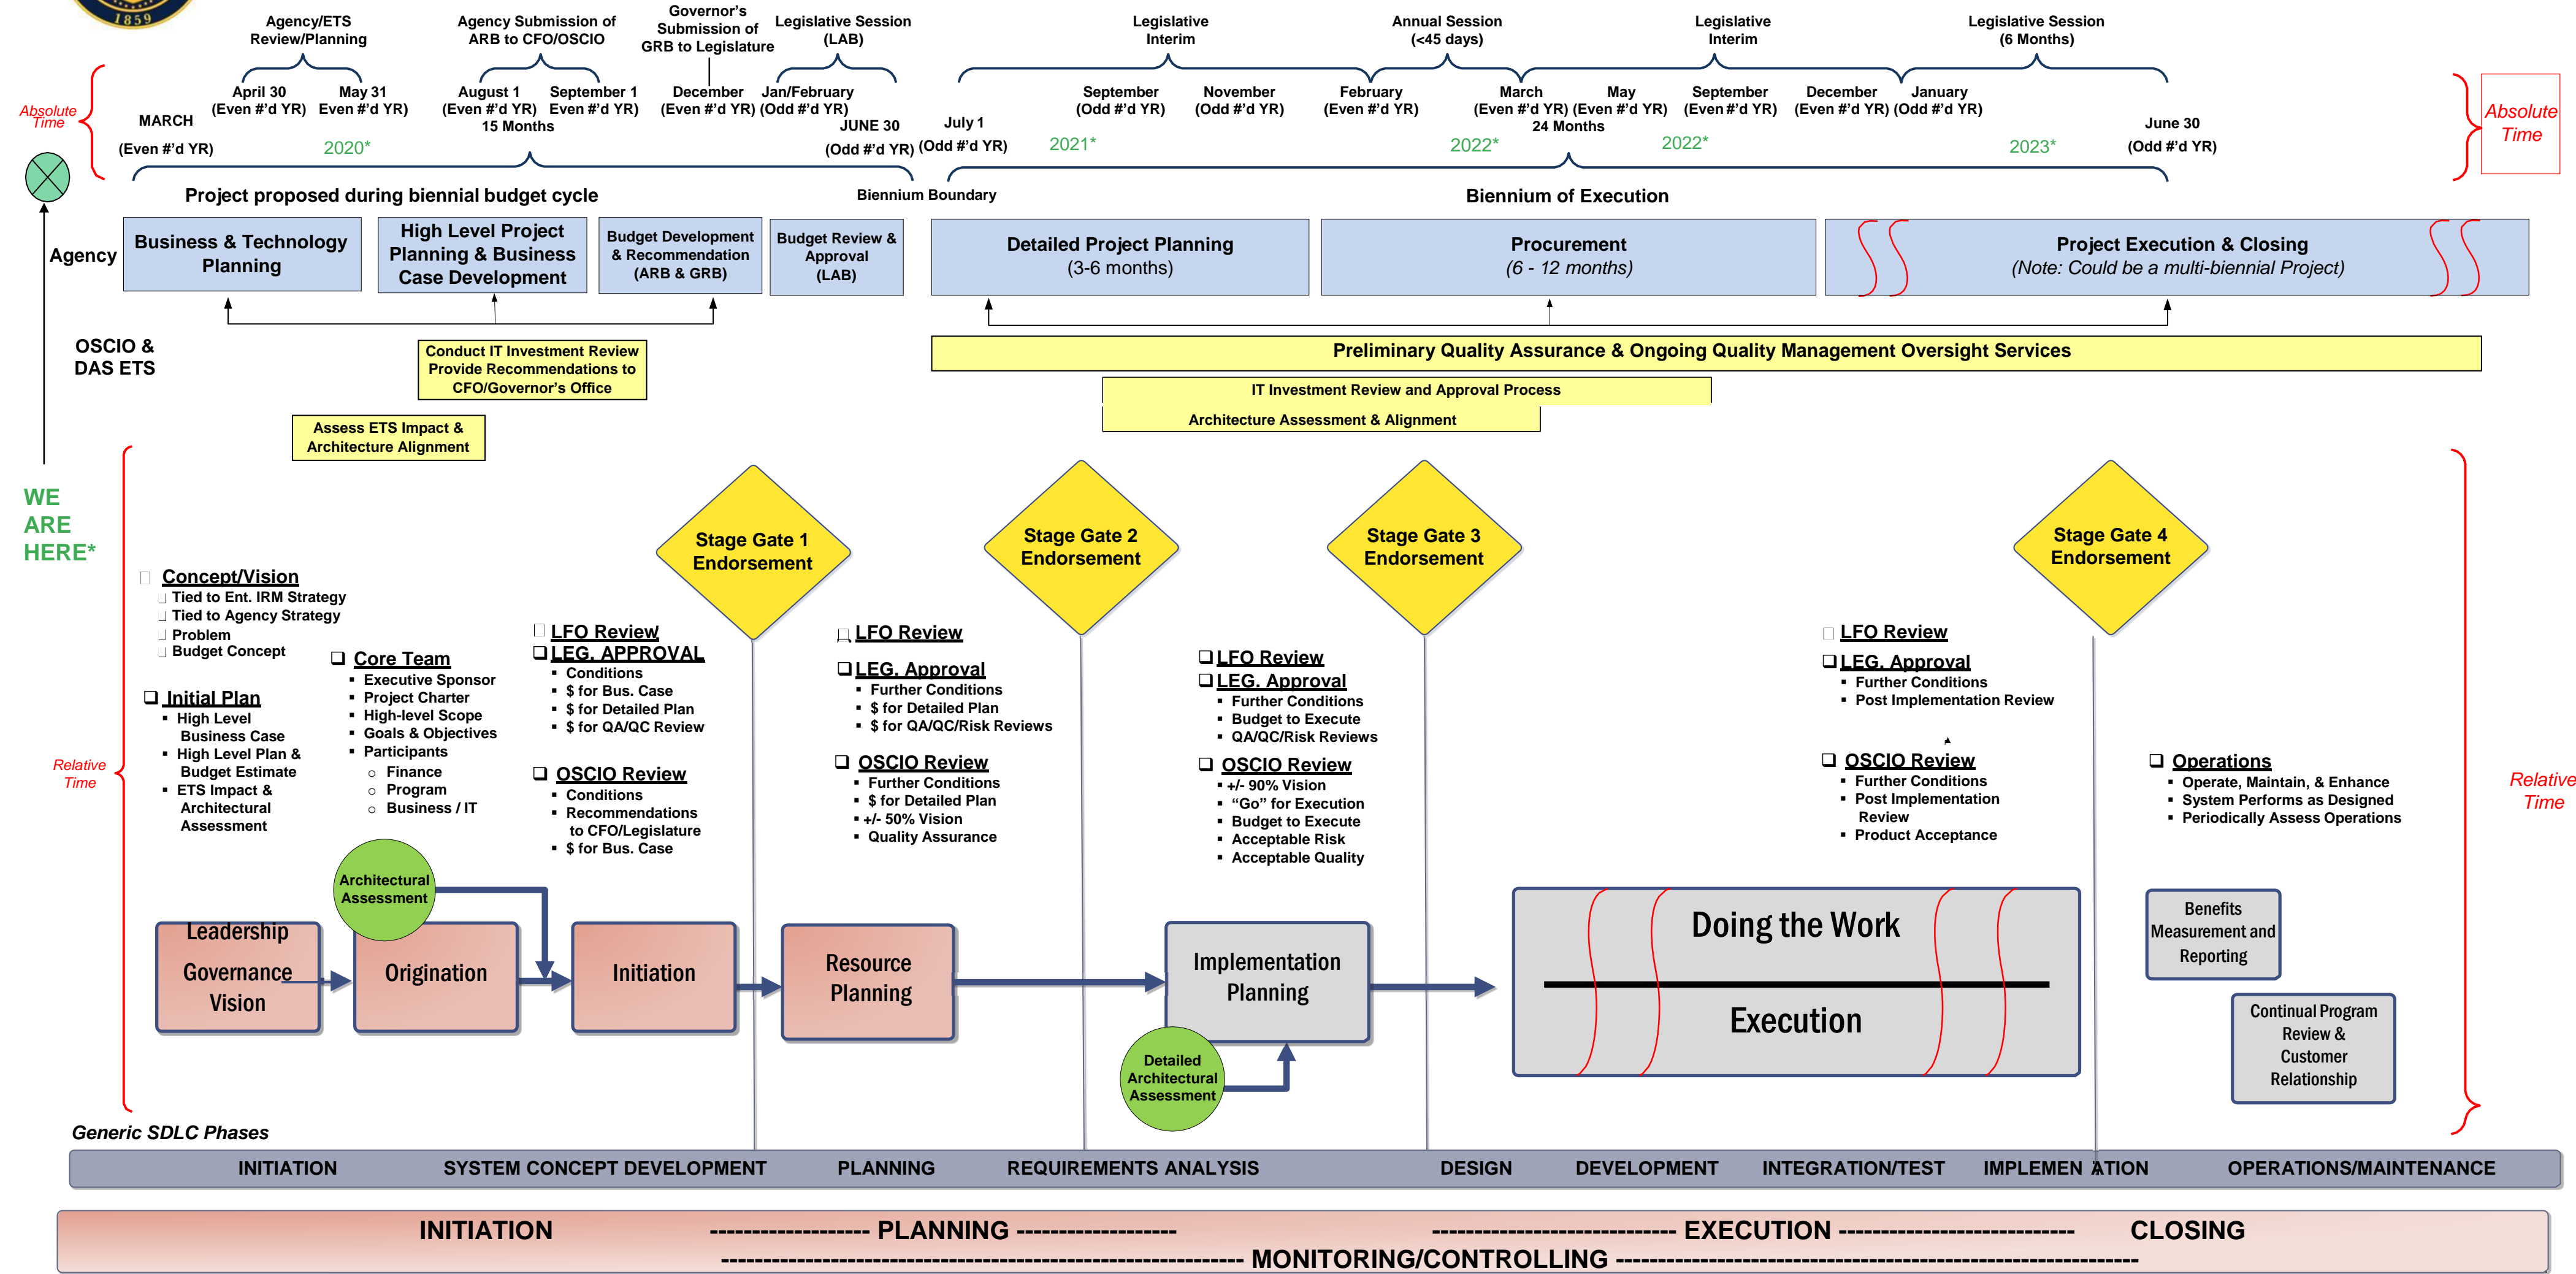 1859
Agency/ETS
Review/Planning
Agency Submission of
ARB to CFO/OSCIO
Governor's
Submission of
GRB to Legislature
Legislative Session
(LAB)
Legislative
Interim
Annual Session
(<45 days)
Legislative
Interim
Legislative Session
(6 Months)
Absolute
Time
MARCH
(Even #'d YR)
April 30
(Even #'d YR)
May 31
Even #'d YR)
2020*
August 1
(Even #'d YR)
September 1
Even #'d YR)
15 Months
December
(Even #'d YR)
Jan/February
(Odd #'d YR)
JUNE 30
(Odd #'d YR)
July 1
(Odd #'d YR)
September
(Odd #'d YR)
2021*
November
(Odd #'d YR)
February
(Even #'d YR)
March
(Even #'d YR)
2022*
May
(Even #'d YR)
24 Months
September
(Even #'d YR)
2022*
December
(Even #'d YR)
January
(Odd #'d YR)
2023*
June 30
(Odd #'d YR)
Absolute
Time
Project proposed during biennial budget cycle
Biennium Boundary
Biennium of Execution
Agency
Business & Technology
Planning
High Level Project
Planning & Business
Case Development
Budget Development
& Recommendation
(ARB & GRB)
Budget Review &
Approval
(LAB)
Detailed Project Planning
(3-6 months)
Procurement
(6 - 12 months)
Project Execution & Closing
(Note: Could be a multi-biennial Project)
OSCIO &
DAS ETS
Conduct IT Investment Review
Provide Recommendations to
CFO/Governor's Office
Assess ETS Impact &
Architecture Alignment
Preliminary Quality Assurance & Ongoing Quality Management Oversight Services
IT Investment Review and Approval Process
Architecture Assessment & Alignment
WE
ARE
HERE*
Stage Gate 1
Endorsement
Stage Gate 2
Endorsement
Stage Gate 3
Endorsement
Stage Gate 4
Endorsement
Relative
Time
Concept/Vision
Tied to Ent. IRM Strategy
Tied to Agency Strategy
Problem
Budget Concept
❑ Initial Plan
▪ High Level
Business Case
▪ High Level Plan &
Budget Estimate
▪ ETS Impact &
Architectural
Assessment
❑ Core Team
▪ Executive Sponsor
▪ Project Charter
▪ High-level Scope
▪ Goals & Objectives
▪ Participants
o Finance
o Program
o Business / IT
LFO Review
❑ LEG. APPROVAL
▪ Conditions
▪ $ for Bus. Case
▪ $ for Detailed Plan
▪ $ for QA/QC Review
❑ OSCIO Review
▪ Conditions
▪ Recommendations
to CFO/Legislature
▪ $ for Bus. Case
LFO Review
❑ LEG. Approval
▪ Further Conditions
▪ $ for Detailed Plan
▪ $ for QA/QC/Risk Reviews
❑ OSCIO Review
▪ Further Conditions
▪ $ for Detailed Plan
▪ +/- 50% Vision
▪ Quality Assurance
❑ LFO Review
❑ LEG. Approval
▪ Further Conditions
▪ Budget to Execute
▪ QA/QC/Risk Reviews
❑ OSCIO Review
▪ +/- 90% Vision
▪ “Go” for Execution
▪ Budget to Execute
▪ Acceptable Risk
▪ Acceptable Quality
LFO Review
❑ LEG. Approval
▪ Further Conditions
▪ Post Implementation Review
❑ OSCIO Review
▪ Further Conditions
▪ Post Implementation
Review
▪ Product Acceptance
❑ Operations
▪ Operate, Maintain, & Enhance
▪ System Performs as Designed
▪ Periodically Assess Operations
Relative
Time
Architectural
Assessment
Leadership
Governance
Vision
Origination
Initiation
Resource
Planning
Implementation
Planning
Detailed
Architectural
Assessment
Doing the Work
Execution
Benefits
Measurement and
Reporting
Continual Program
Review &
Customer
Relationship
Generic SDLC Phases
INITIATION SYSTEM CONCEPT DEVELOPMENT PLANNING REQUIREMENTS ANALYSIS DESIGN DEVELOPMENT INTEGRATION/TEST IMPLEMEN ATION OPERATIONS/MAINTENANCE
INITIATION ------------------- PLANNING ------------------- ----------------------------- EXECUTION ---------------------------- CLOSING
-------------------------------------------------------------- MONITORING/CONTROLLING --------------------------------------------------------------